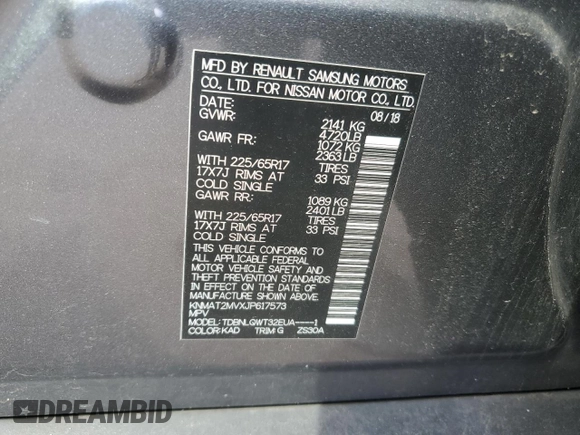 MFD BY RENAULT SAMSUNG MOTORS
CO., LTD. FOR NISSAN MOTOR CO., LTD.
DATE: 08/18
GVWR: 2141 KG
4720LB
GAWR FR: 1072 KG
2363 LB
WITH 225/65R17 TIRES
17X7J RIMS AT 33 PSI
COLD SINGLE
GAWR RR: 1089 KG
2401 LB
WITH 225/65R17 TIRES
17X7J RIMS AT 33 PSI
COLD SINGLE
THIS VEHICLE CONFORMS TO
ALL APPLICABLE FEDERAL
MOTOR VEHICLE SAFETY AND
THEFT PREVENTION STANDARDS
IN EFFECT ON THE DATE OF
MANUFACTURE SHOWN ABOVE.
KNMAT2MVXJP617573
MPV
MODEL: TDBNLGWT32EUA----1
COLOR: KAD TRIM G ZS30A
DREAMBID